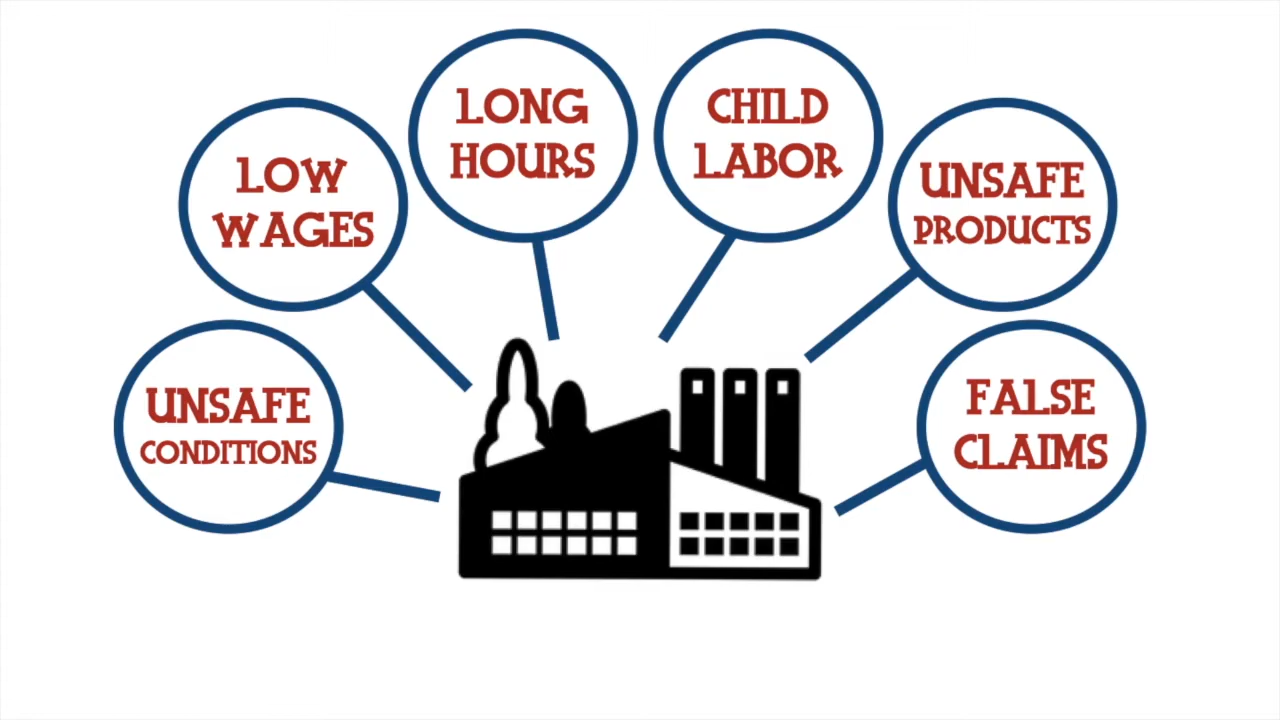 LONG
HOURS
CHILD
LABOR
LOW
WAGES
UNSAFE
PRODUCTS
UNSAFE
CONDITIONS
FALSE
CLAIMS